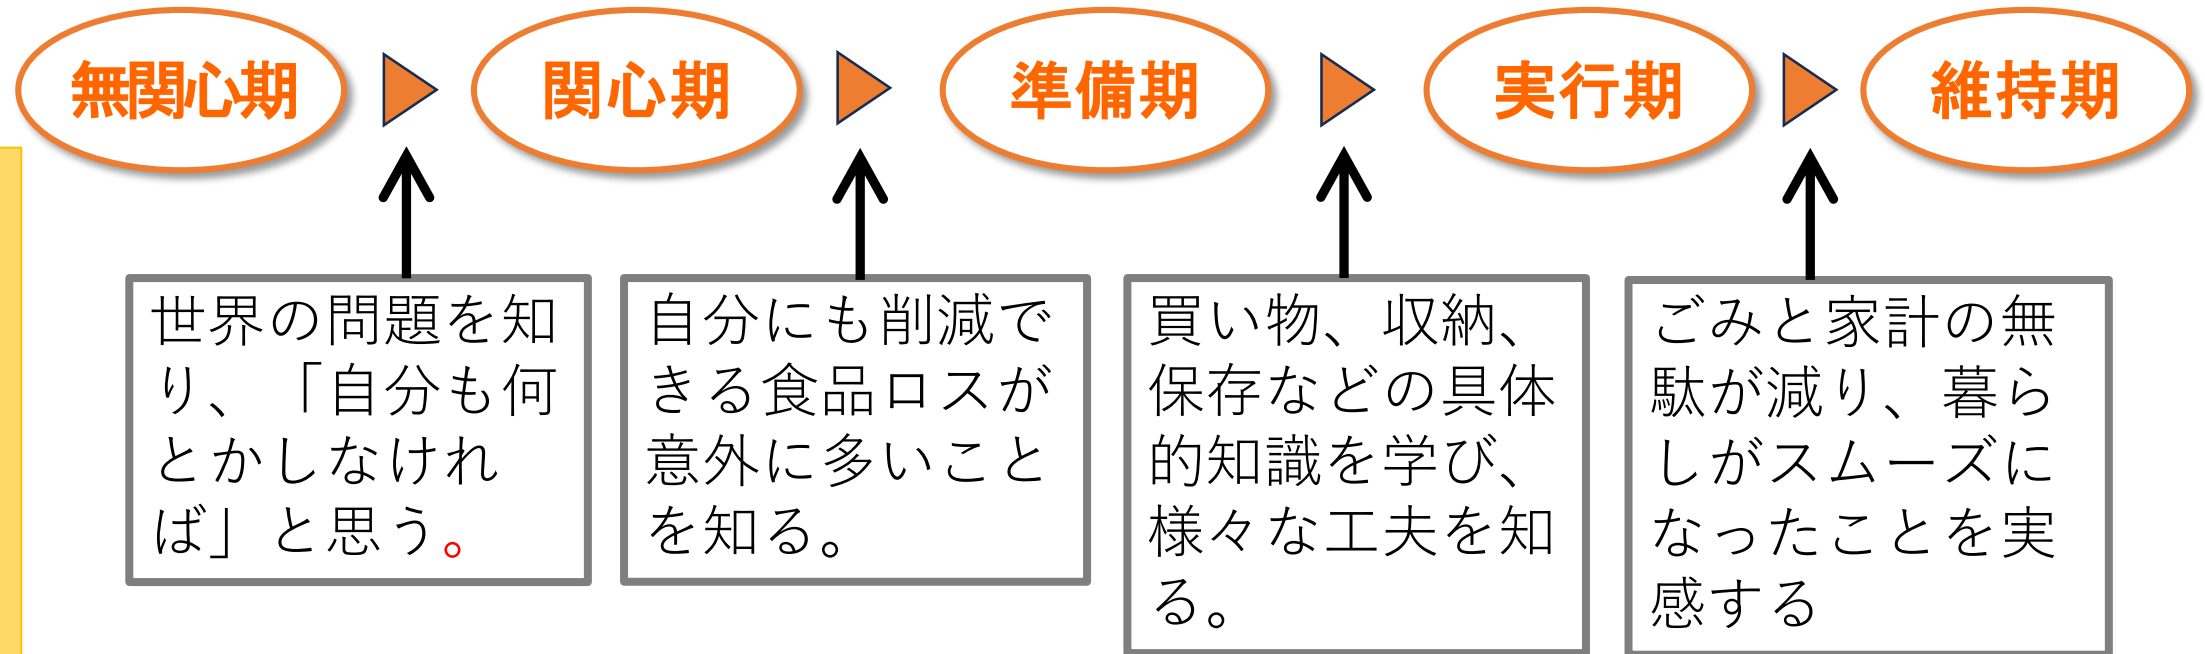 無関心期
関心期
準備期
実行期
維持期
世界の問題を知
り、「自分も何
とかしなけれ
ば」と思う。
自分にも削減で
きる食品ロスが
意外に多いこと
を知る。
買い物、収納、
保存などの具体
的知識を学び、
様々な工夫を知
る。
ごみと家計の無
駄が減り、暮ら
しがスムーズに
なったことを実
感する